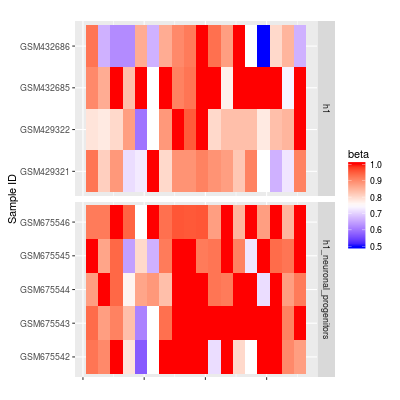 GSM432686
GSM432685
GSM429322
GSM429321
h1
Sample ID
GSM675546
GSM675545
GSM675544
GSM675543
GSM675542
h1_neuronal_progenitors
beta
1.0
0.9
0.8
0.7
0.6
0.5